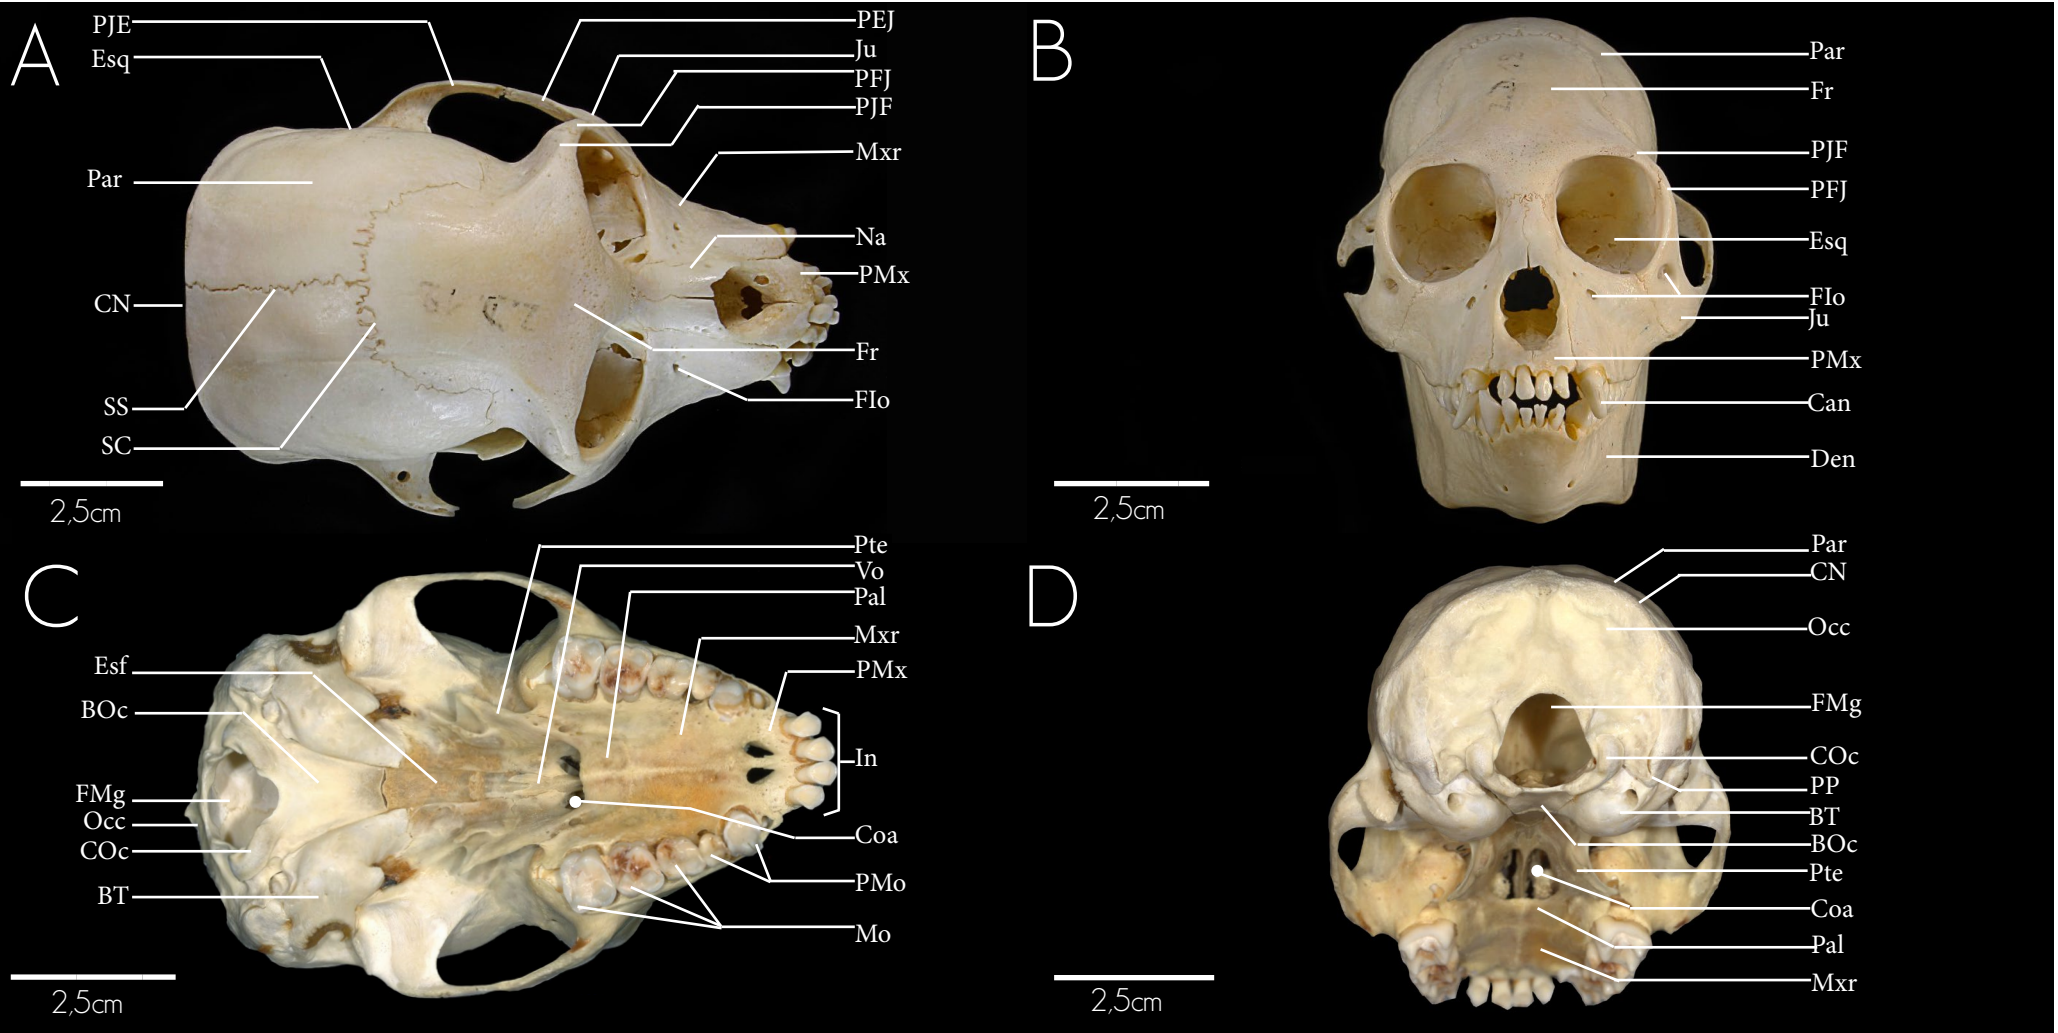 A
PJE
Esq
Par
CN
SS
SC
2,5cm
PEJ
Ju
PFJ
PJF
Mxr
Na
PMx
Fr
FIo
B
Par
Fr
PJF
PFJ
Esq
FIo
Ju
PMx
Can
Den
2,5cm
C
Esf
BOc
FMg
Occ
COc
BT
2,5cm
Pte
Vo
Pal
Mxr
PMx
In
Coa
PMo
Mo
D
Par
CN
Occ
FMg
COc
PP
BT
BOc
Pte
Coa
Pal
Mxr
2,5cm